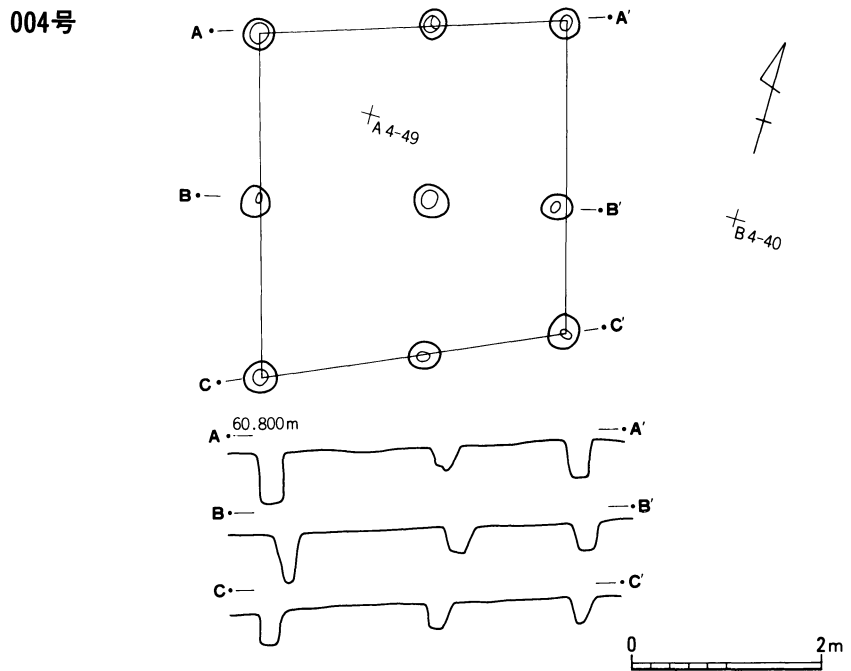 004号
A A′
A 4-49
B B′
B 4-40
C C′
60.800m
A A′
B B′
C C′
0 2m